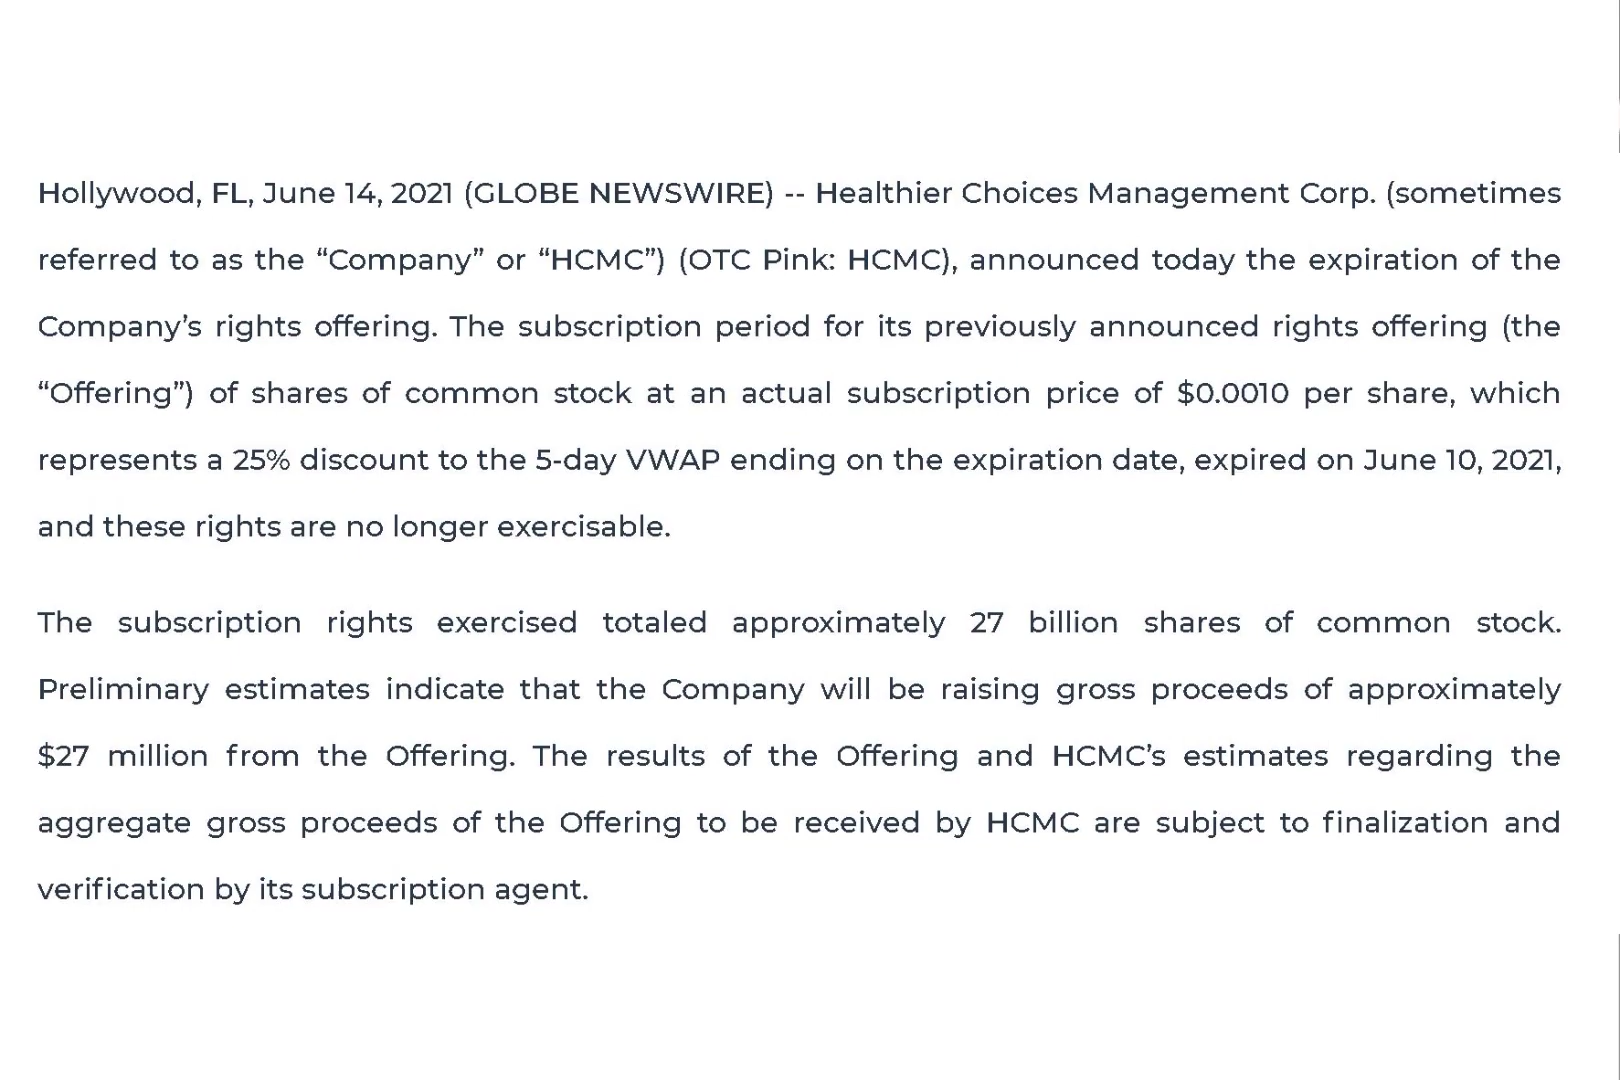 Hollywood, FL, June 14, 2021 (GLOBE NEWSWIRE) -- Healthier Choices Management Corp. (sometimes
referred to as the “Company” or “HCMC”) (OTC Pink: HCMC), announced today the expiration of the
Company’s rights offering. The subscription period for its previously announced rights offering (the
“Offering”) of shares of common stock at an actual subscription price of $0.0010 per share, which
represents a 25% discount to the 5-day VWAP ending on the expiration date, expired on June 10, 2021,
and these rights are no longer exercisable.
The subscription rights exercised totaled approximately 27 billion shares of common stock.
Preliminary estimates indicate that the Company will be raising gross proceeds of approximately
$27 million from the Offering. The results of the Offering and HCMC’s estimates regarding the
aggregate gross proceeds of the Offering to be received by HCMC are subject to finalization and
verification by its subscription agent.